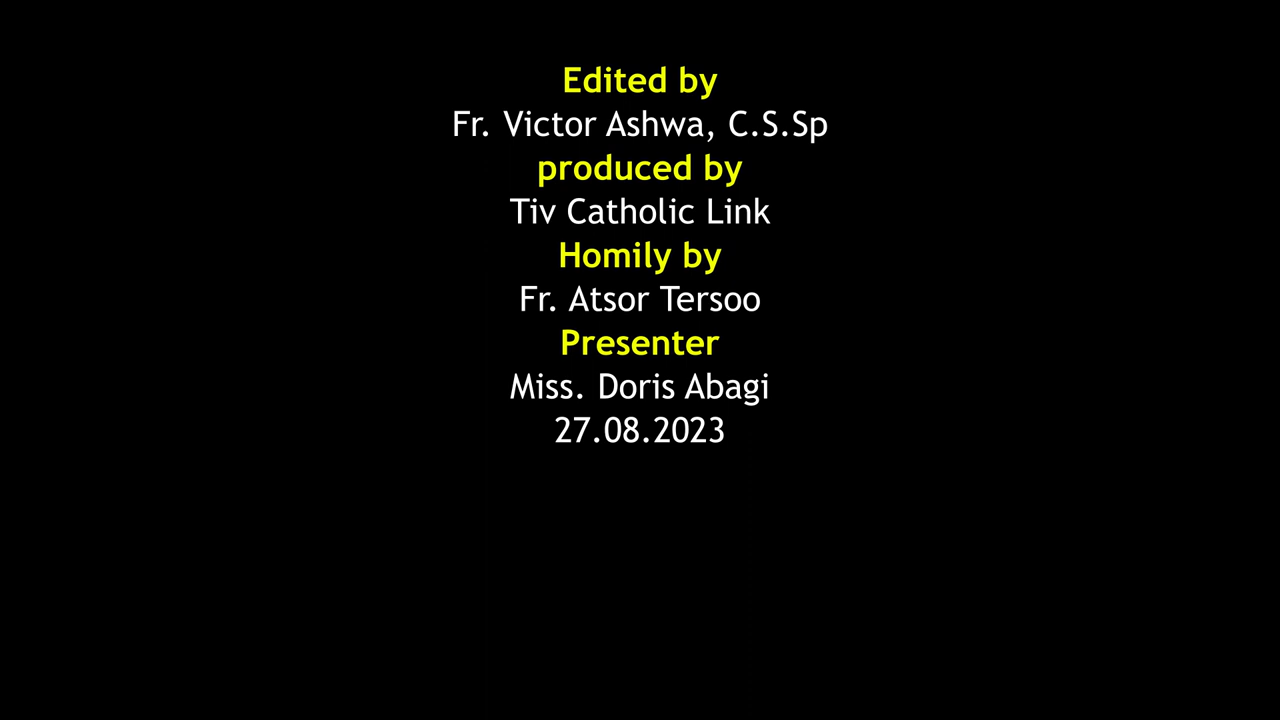 Edited by
Fr. Victor Ashwa, C.S.Sp
produced by
Tiv Catholic Link
Homily by
Fr. Atsor Tersoo
Presenter
Miss. Doris Abagi
27.08.2023